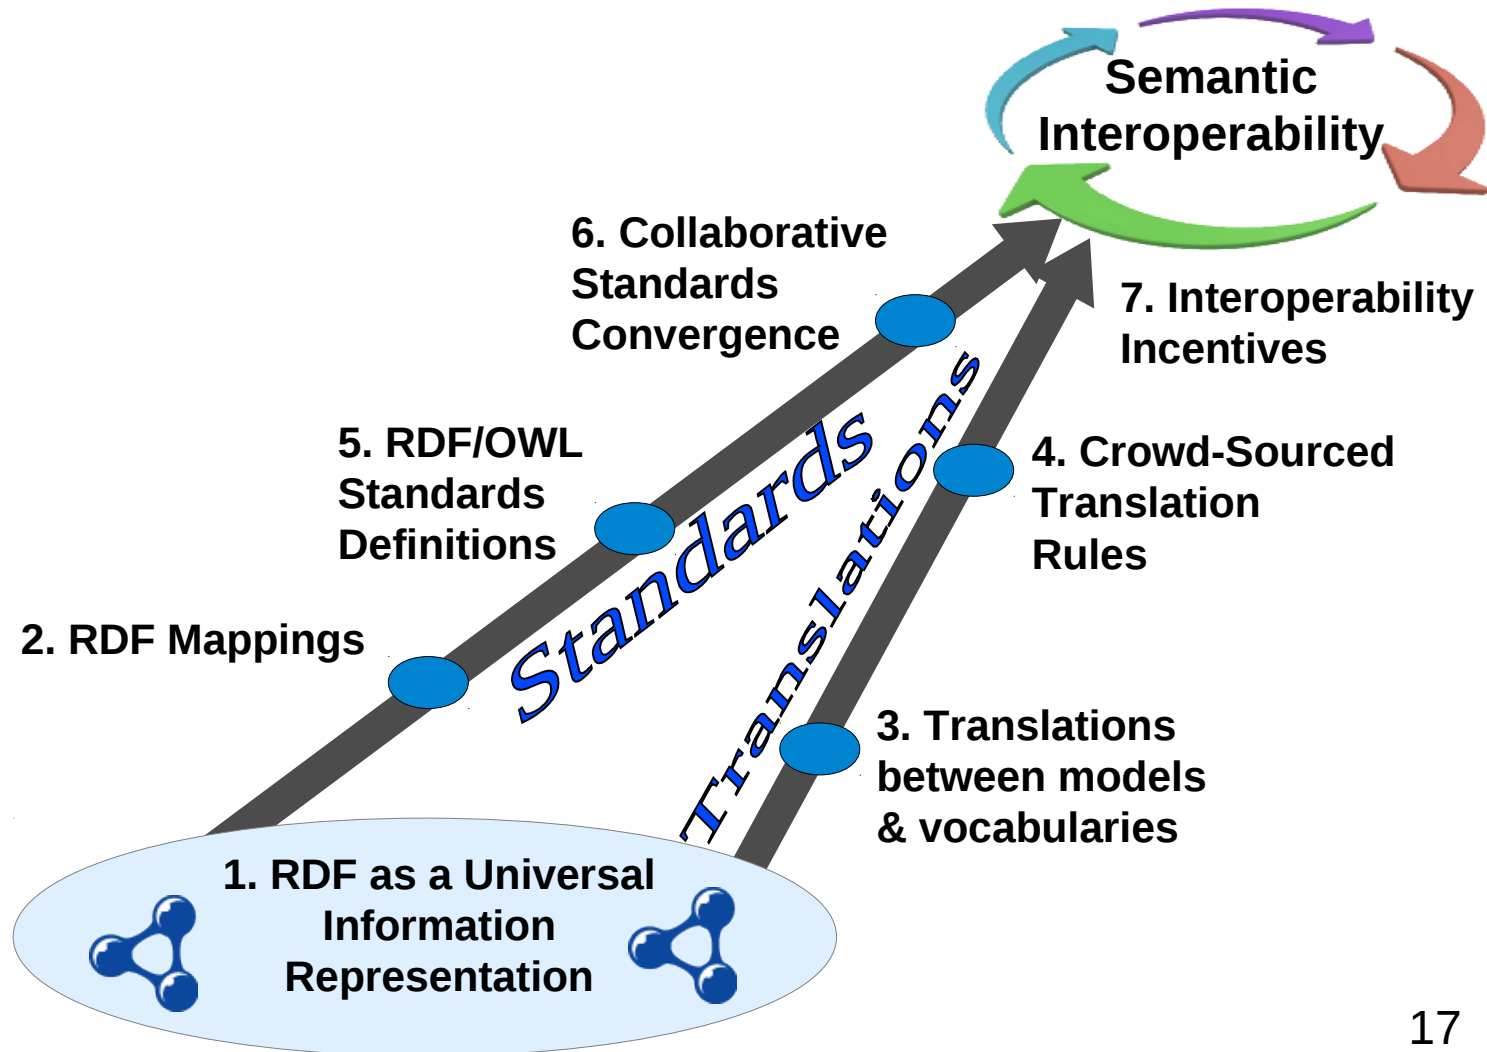 Semantic
Interoperability
6. Collaborative
Standards
Convergence
7. Interoperability
Incentives
5. RDF/OWL
Standards
Definitions
4. Crowd-Sourced
Translation
Rules
Standards
Translations
2. RDF Mappings
3. Translations
between models
& vocabularies
1. RDF as a Universal
Information
Representation
17